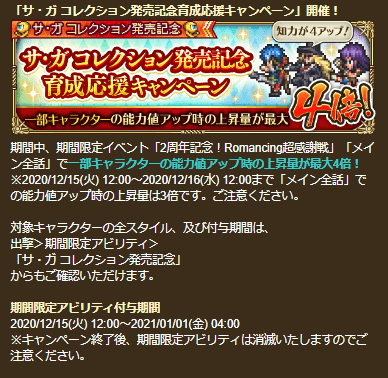 「サ・ガ コレクション発売記念育成応援キャンペーン」開催！
サ・ガ コレクション発売記念
知力が4アップ！
サ・ガ コレクション発売記念
育成応援キャンペーン
一部キャラクターの能力値アップ時の上昇量が最大
4倍！
期間中、期間限定イベント「2周年記念！Romancing超感謝戦」「メイ
ン全話」で一部キャラクターの能力値アップ時の上昇量が最大4倍！
※2020/12/15(火) 12:00～2020/12/16(水) 12:00まで「メイン全話」で
の能力値アップ時の上昇量は3倍です。ご注意ください。
対象キャラクターの全スタイル、及び付与期間は、
出撃＞期間限定アビリティ＞
「サ・ガ コレクション発売記念」
からもご確認いただけます。
期間限定アビリティ付与期間
2020/12/15(火) 12:00～2021/01/01(金) 04:00
※キャンペーン終了後、期間限定アビリティは消滅いたしますのでご
注意ください。